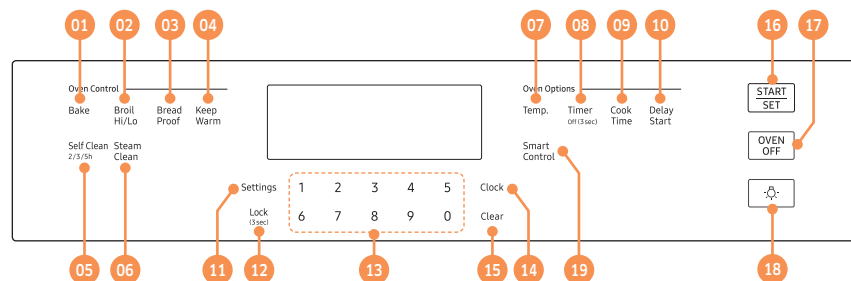 01 02 03 04 07 08 09 10 16 17
Oven Control Oven Options
Bake Broil Bread Keep Temp. Timer Cook Delay START
Hi/Lo Proof Warm Off (3 sec) Time Start SET
OVEN
OFF
Self Clean Steam Smart
2/3/5h Clean Control
Settings 1 2 3 4 5 Clock
Lock 6 7 8 9 0 Clear
(3 sec)
05 06 11 12 13 15 14 19 18